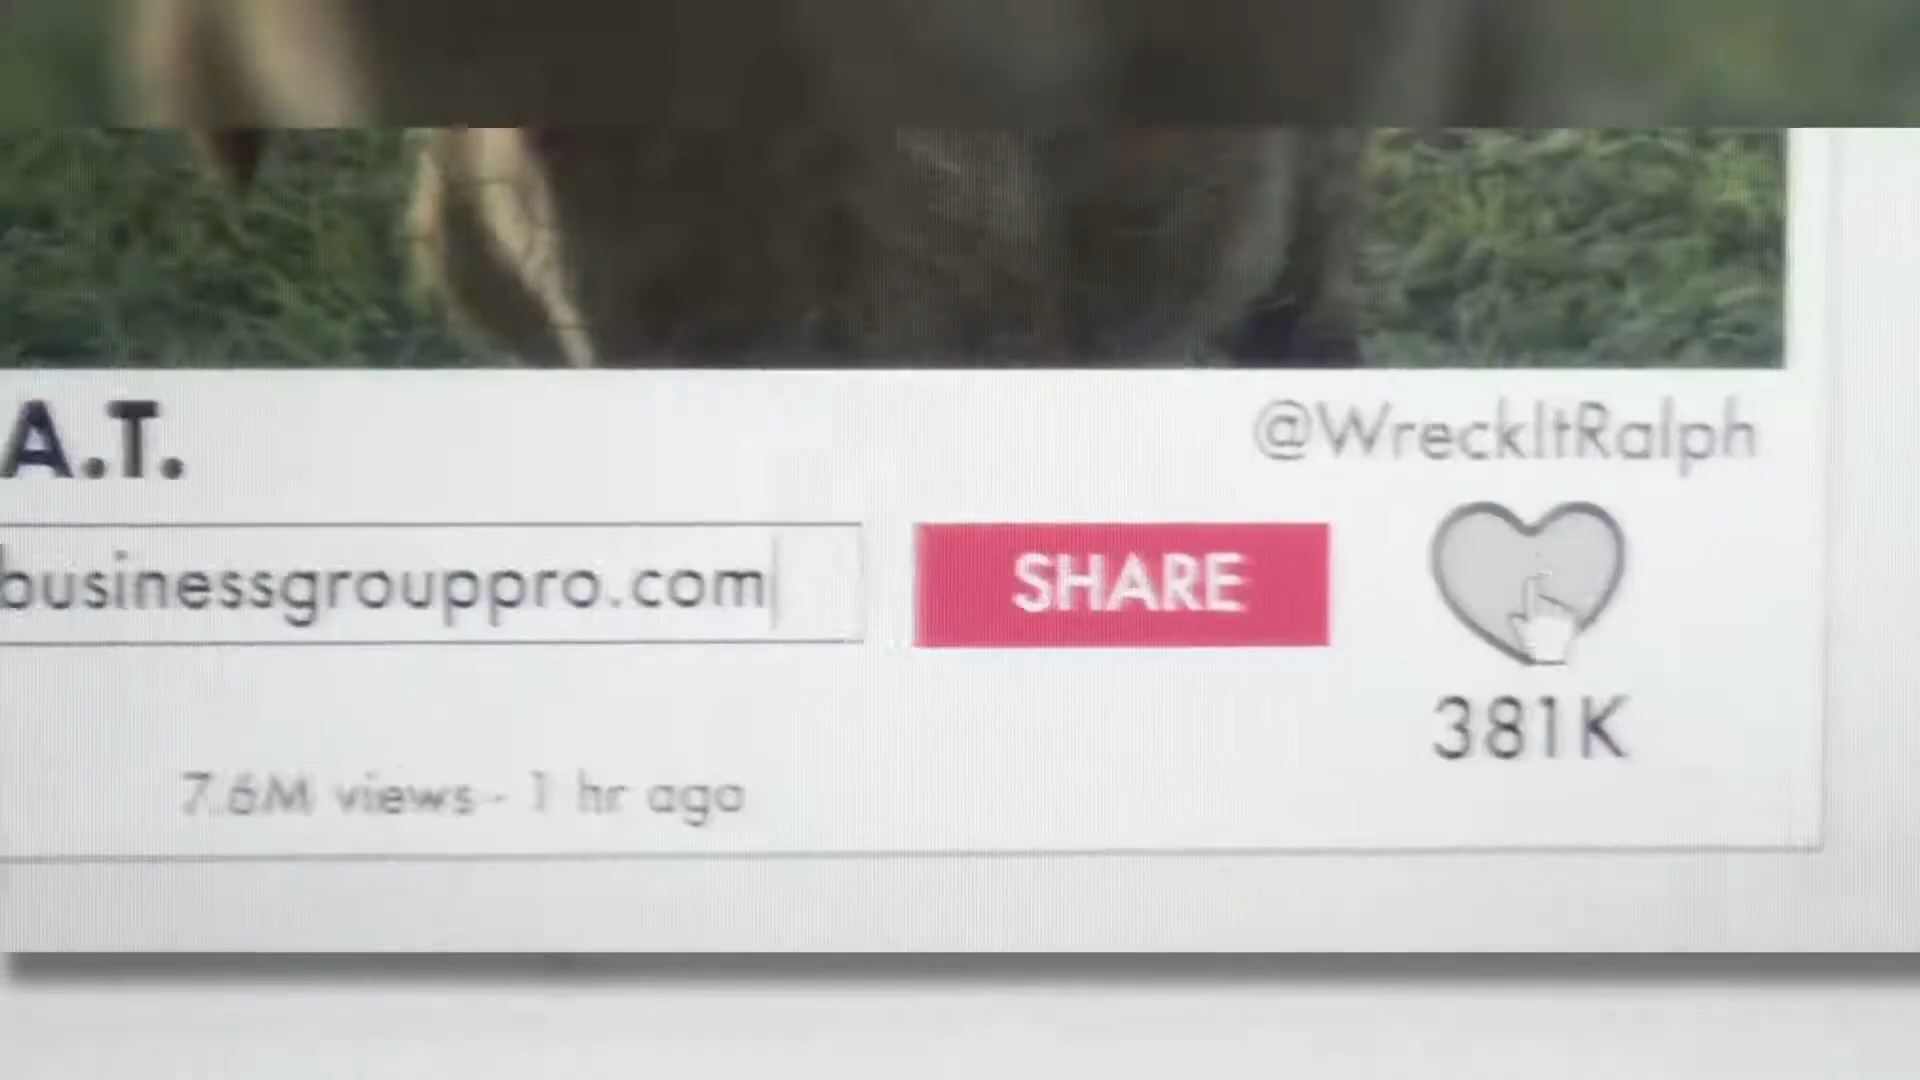 A.T.
@WreckItRalph
businessgrouppro.com
SHARE
381K
7.6M views - 1 hr ago